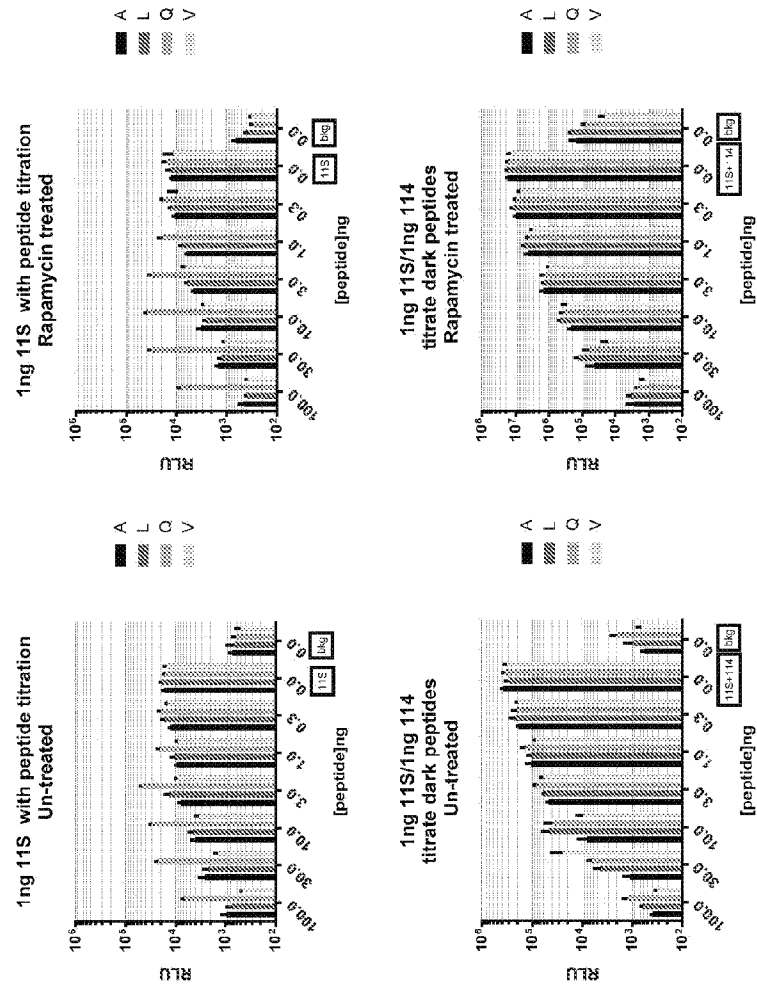 1ng 11S with peptide titration
Un-treated
RLU
10^6
10^5
10^4
10^3
10^2
100.0 30.0 10.0 3.0 1.0 0.3 0.0 0.0
11S bkg
[peptide]ng
A
L
Q
V
1ng 11S with peptide titration
Rapamycin treated
RLU
10^6
10^5
10^4
10^3
10^2
100.0 30.0 10.0 3.0 1.0 0.3 0.0 0.0
11S bkg
[peptide]ng
A
L
Q
V
1ng 11S/1ng 114
titrate dark peptides
Un-treated
RLU
10^6
10^5
10^4
10^3
10^2
100.0 30.0 10.0 3.0 1.0 0.3 0.0 0.0
11S+114 bkg
[peptide]ng
A
L
Q
V
1ng 11S/1ng 114
titrate dark peptides
Rapamycin treated
RLU
10^8
10^7
10^6
10^5
10^4
10^3
10^2
100.0 30.0 10.0 3.0 1.0 0.3 0.0 0.0
11S+ 14 bkg
[peptide]ng
A
L
Q
V